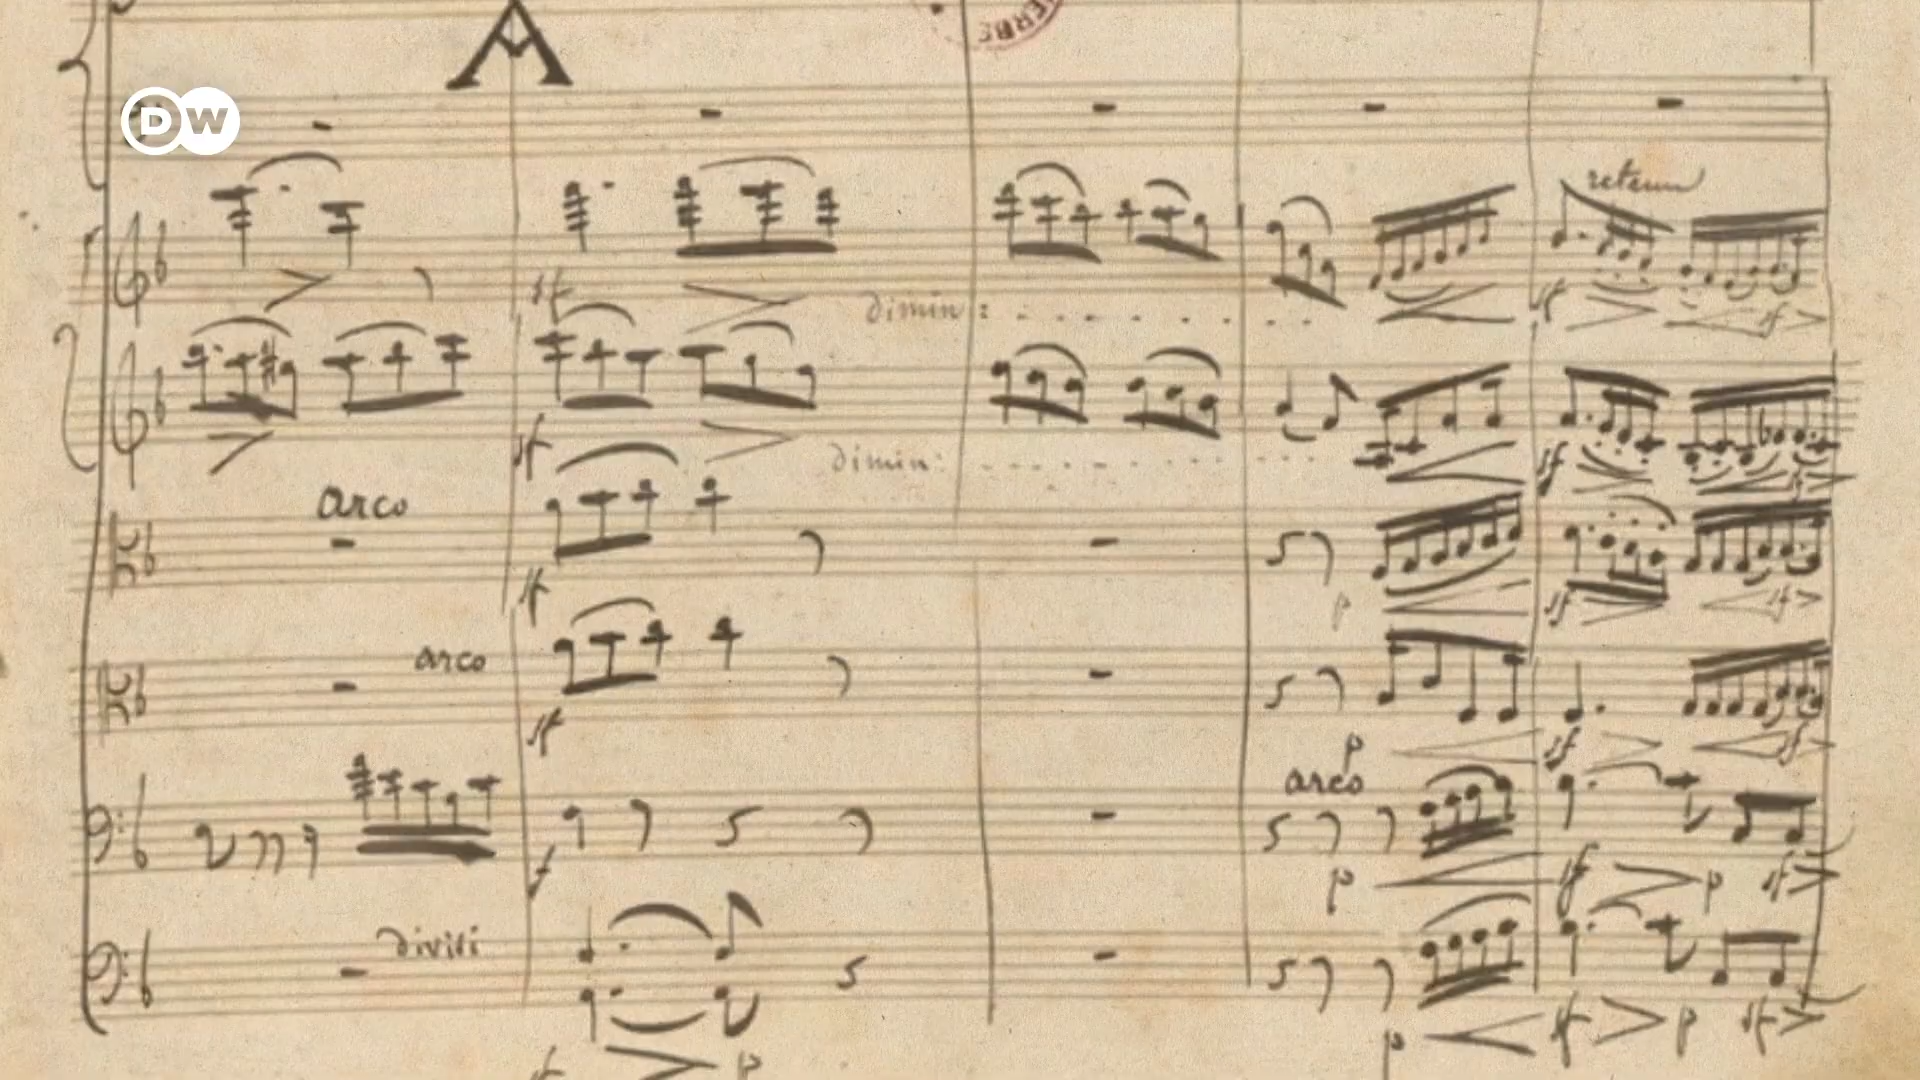 A
DW
retenu
dimin:
dimin:
arco
arco
arco
divisi